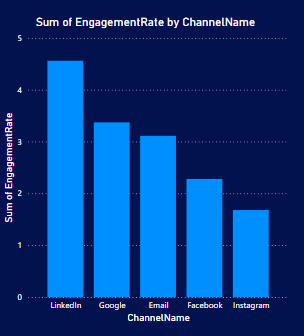 Sum of EngagementRate by ChannelName
Sum of EngagementRate
5
4
3
2
1
0
LinkedIn Google Email Facebook Instagram
ChannelName